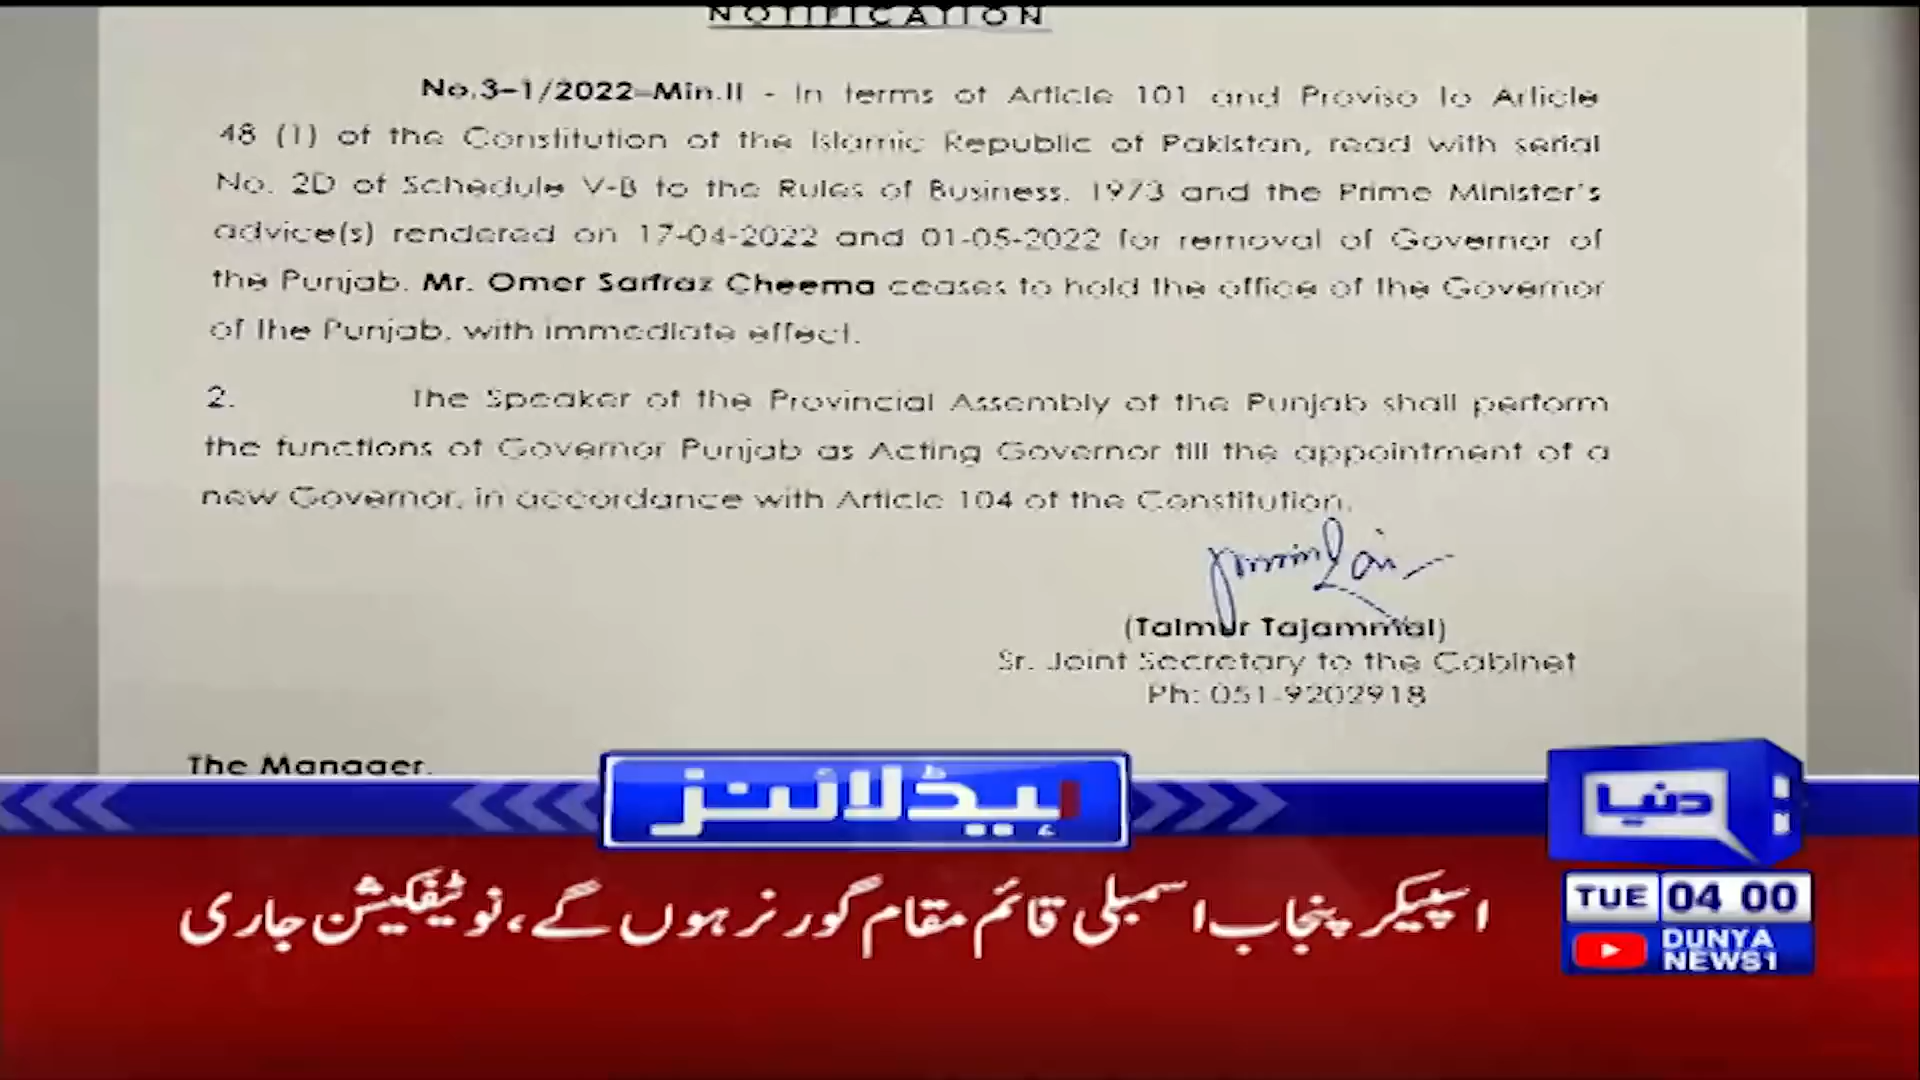 NOTIFICATION
No.3-1/2022-Min.II - In terms of Article 101 and Proviso to Article
48 (1) of the Constitution of the Islamic Republic of Pakistan, read with serial
No. 2D of Schedule V-B to the Rules of Business, 1973 and the Prime Minister's
advice(s) rendered on 17-04-2022 and 01-05-2022 for removal of Governor of
the Punjab, Mr. Omer Sarfraz Cheema ceases to hold the office of the Governor
of the Punjab, with immediate effect.
2. The Speaker of the Provincial Assembly of the Punjab shall perform
the functions of Governor Punjab as Acting Governor till the appointment of a
new Governor, in accordance with Article 104 of the Constitution.
(Taimur Tajammal)
Sr. Joint Secretary to the Cabinet
Ph: 051-9202918
The Manager,
ہیڈلائنز
دنیا
اسپیکر پنجاب اسمبلی قائم مقام گورنر ہوں گے، نوٹیفکیشن جاری
TUE 04 00
DUNYA
NEWS1